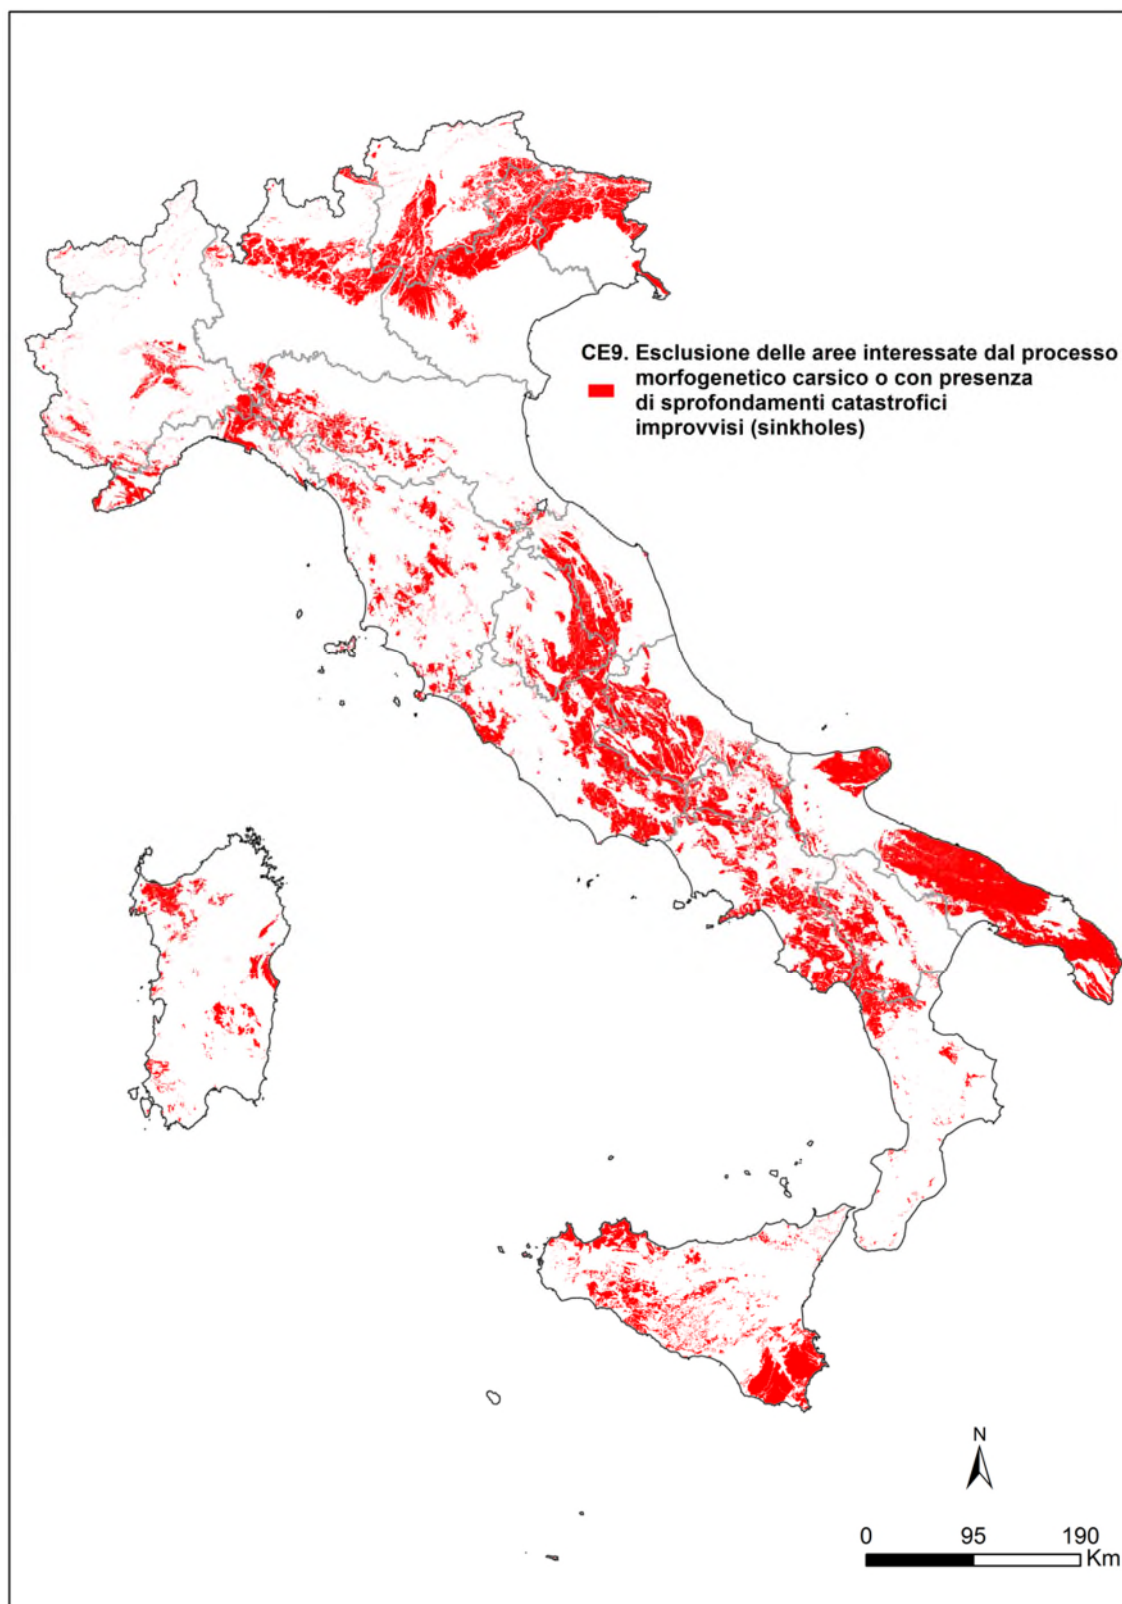 CE9. Esclusione delle aree interessate dal processo
morfogenetico carsico o con presenza
di sprofondamenti catastrofici
improvvisi (sinkholes)
N
0 95 190
Km